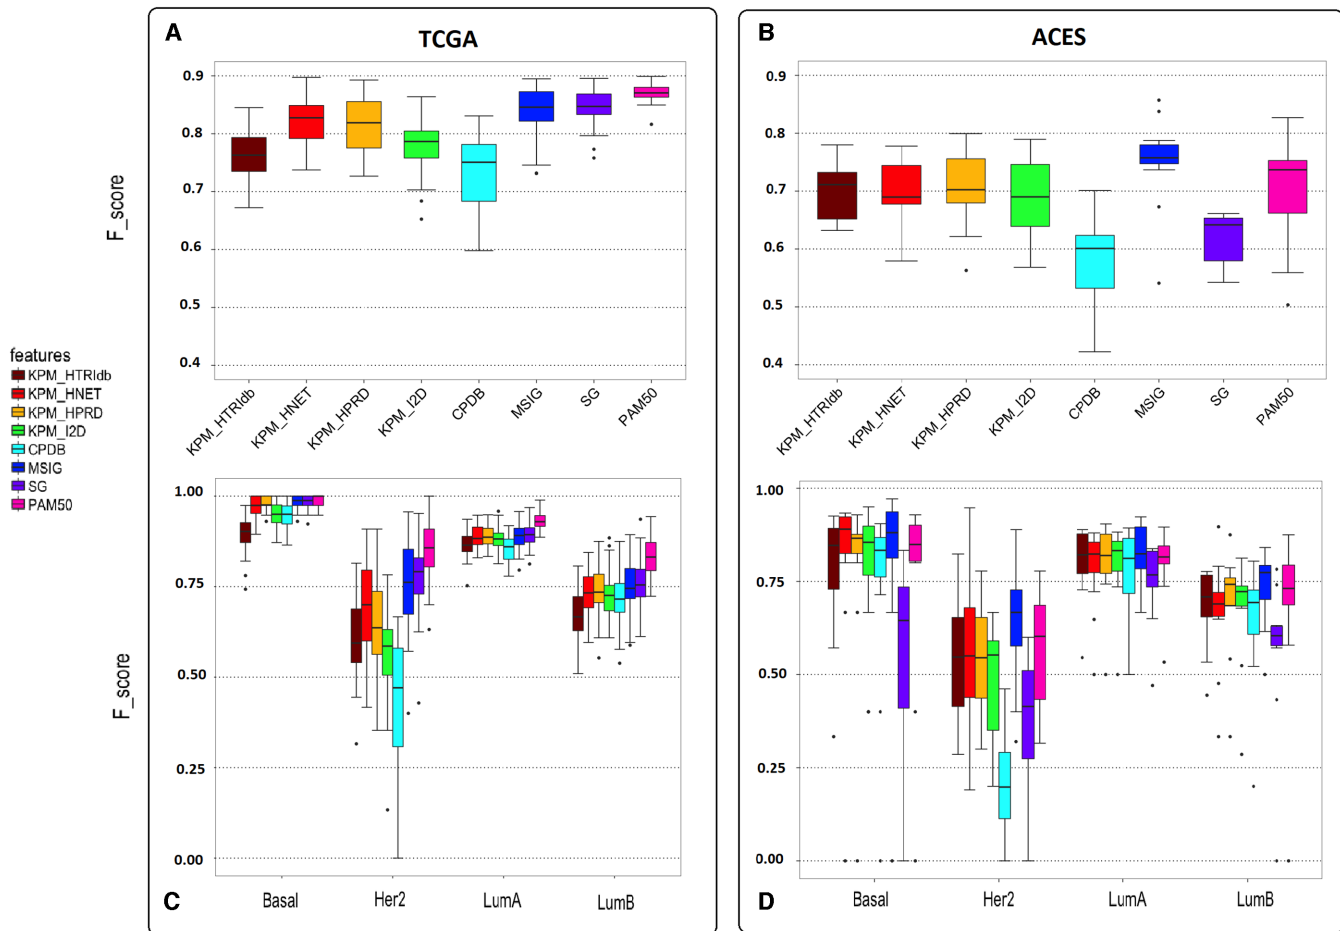 A
TCGA
0.9
0.8
0.7
0.6
0.5
0.4
F_score
KPM_HTRIdb
KPM_HNET
KPM_HPRD
KPM_I2D
CPDB
MSIG
SG
PAM50
B
ACES
0.9
0.8
0.7
0.6
0.5
0.4
KPM_HTRIdb
KPM_HNET
KPM_HPRD
KPM_I2D
CPDB
MSIG
SG
PAM50
features
KPM_HTRIdb
KPM_HNET
KPM_HPRD
KPM_I2D
CPDB
MSIG
SG
PAM50
1.00
0.75
0.50
0.25
0.00
F_score
C
Basal Her2 LumA LumB
1.00
0.75
0.50
0.25
0.00
D
Basal Her2 LumA LumB